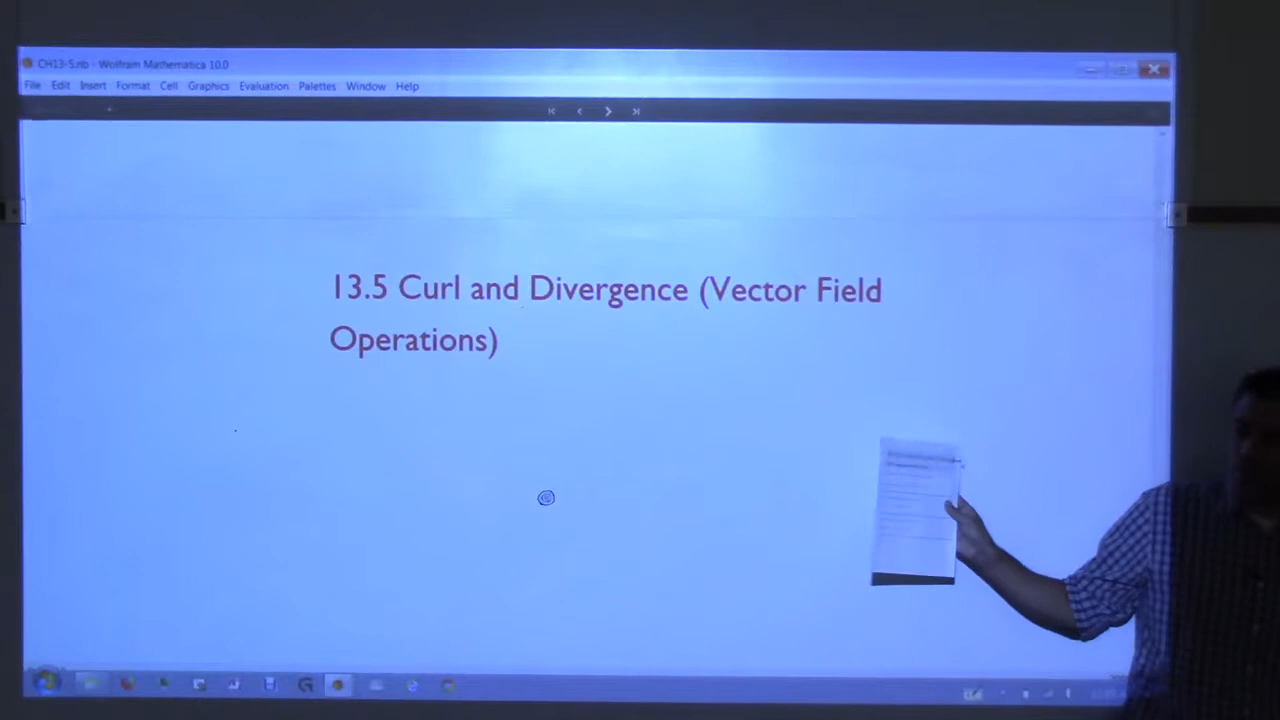 CH13-5.nb - Wolfram Mathematica 10.0
File Edit Insert Format Cell Graphics Evaluation Palettes Window Help
13.5 Curl and Divergence (Vector Field
Operations)